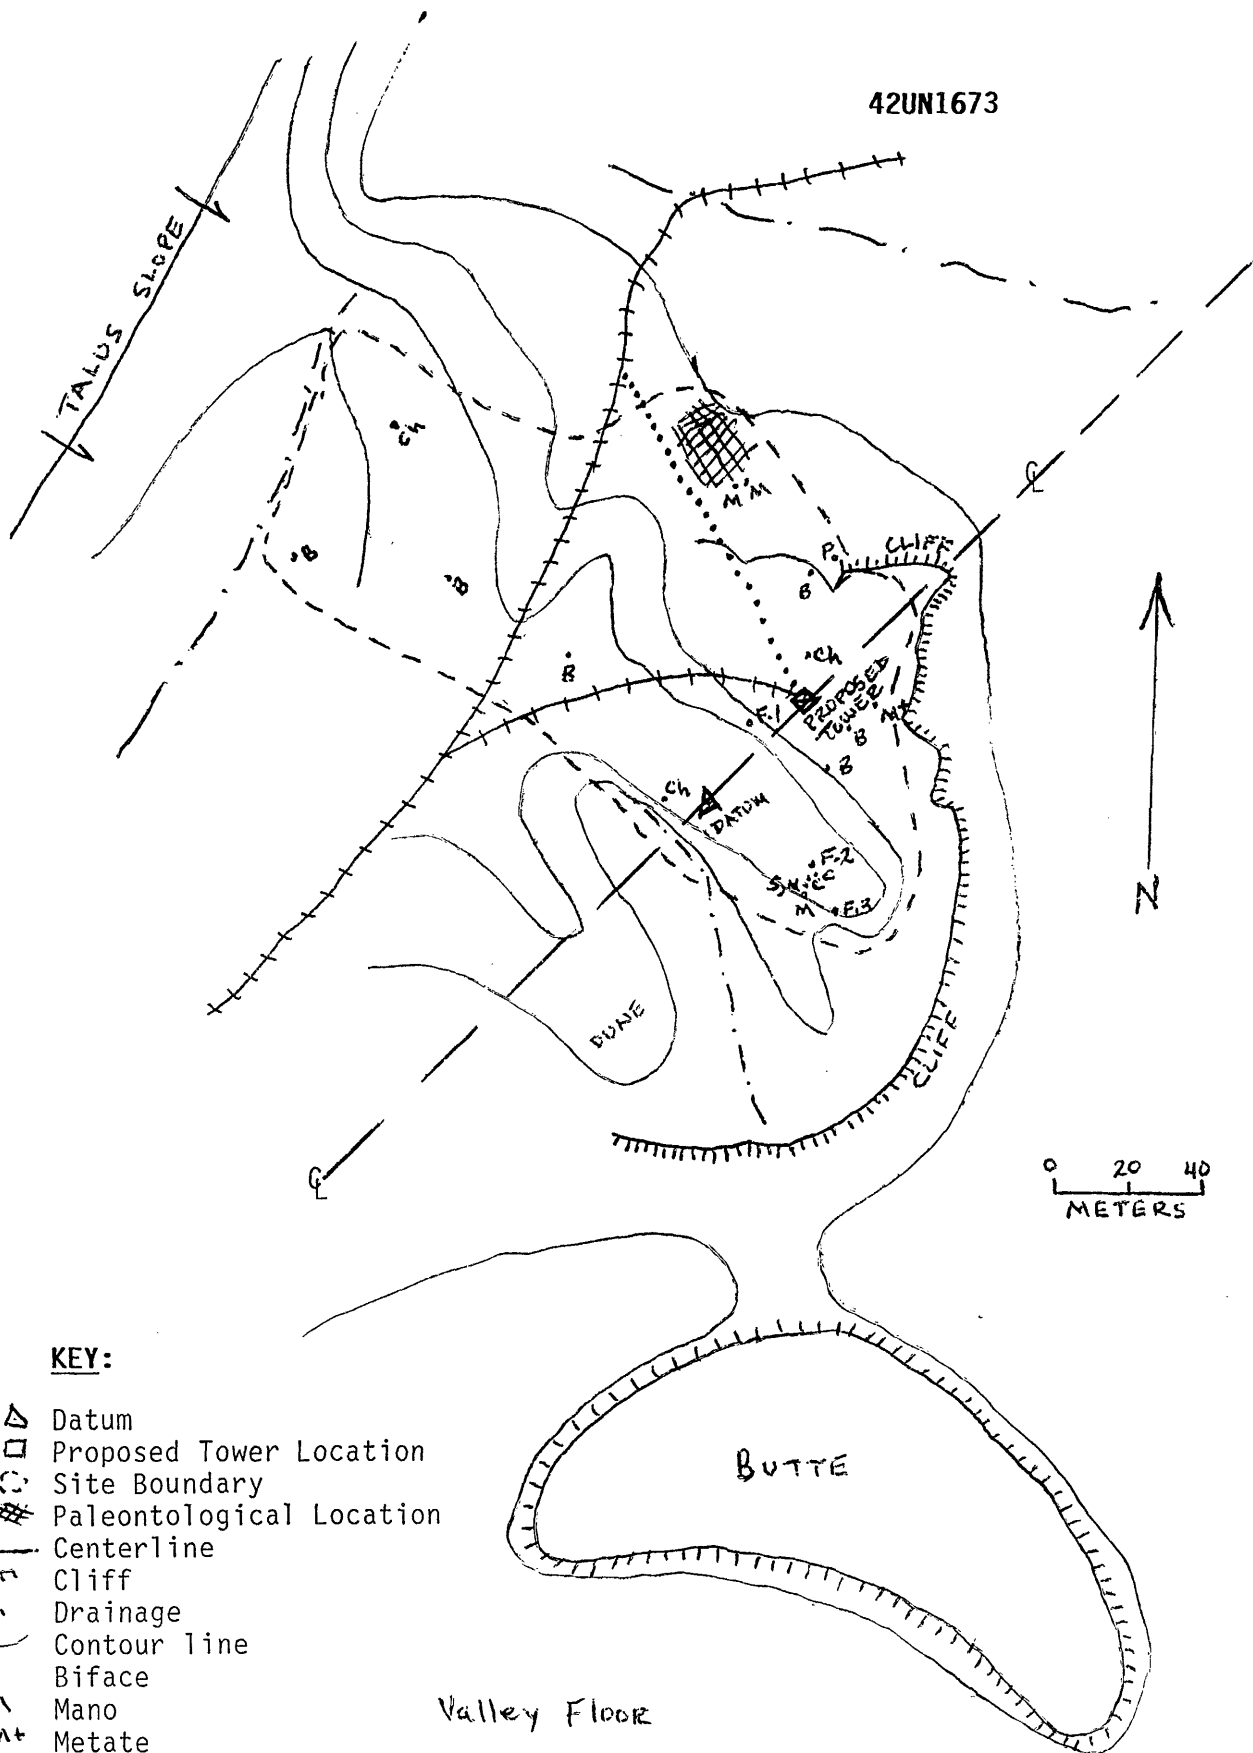 42UN1673
TALUS SLOPE
Ch
M M
℄
CLIFF
P.
B
B
B
Ch
B
PROPOSED
TOWER
Mt
F.1
B
B
Ch
DATUM
F-2
C C
M
F.3
N
DUNE
CLIFF
℄
0 20 40
METERS
KEY:
Datum
Proposed Tower Location
Site Boundary
Paleontological Location
Centerline
Cliff
Drainage
Contour line
Biface
Mano
Mt Metate
BUTTE
Valley Floor